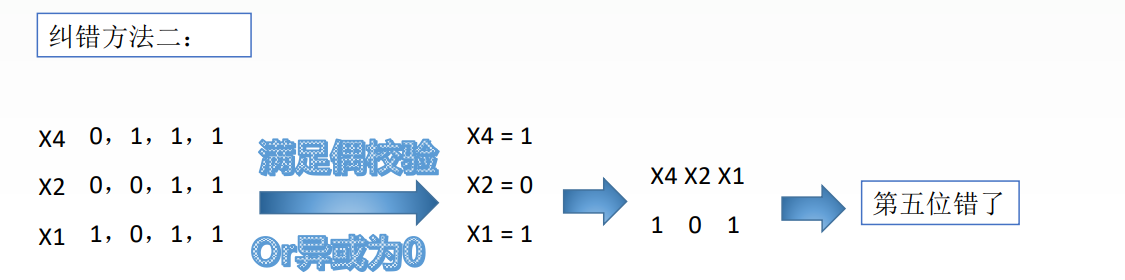 纠错方法二：
X4 0，1，1，1
X2 0，0，1，1
X1 1，0，1，1
满足偶校验
Or异或为0
X4 = 1
X2 = 0
X1 = 1
X4 X2 X1
1 0 1
第五位错了